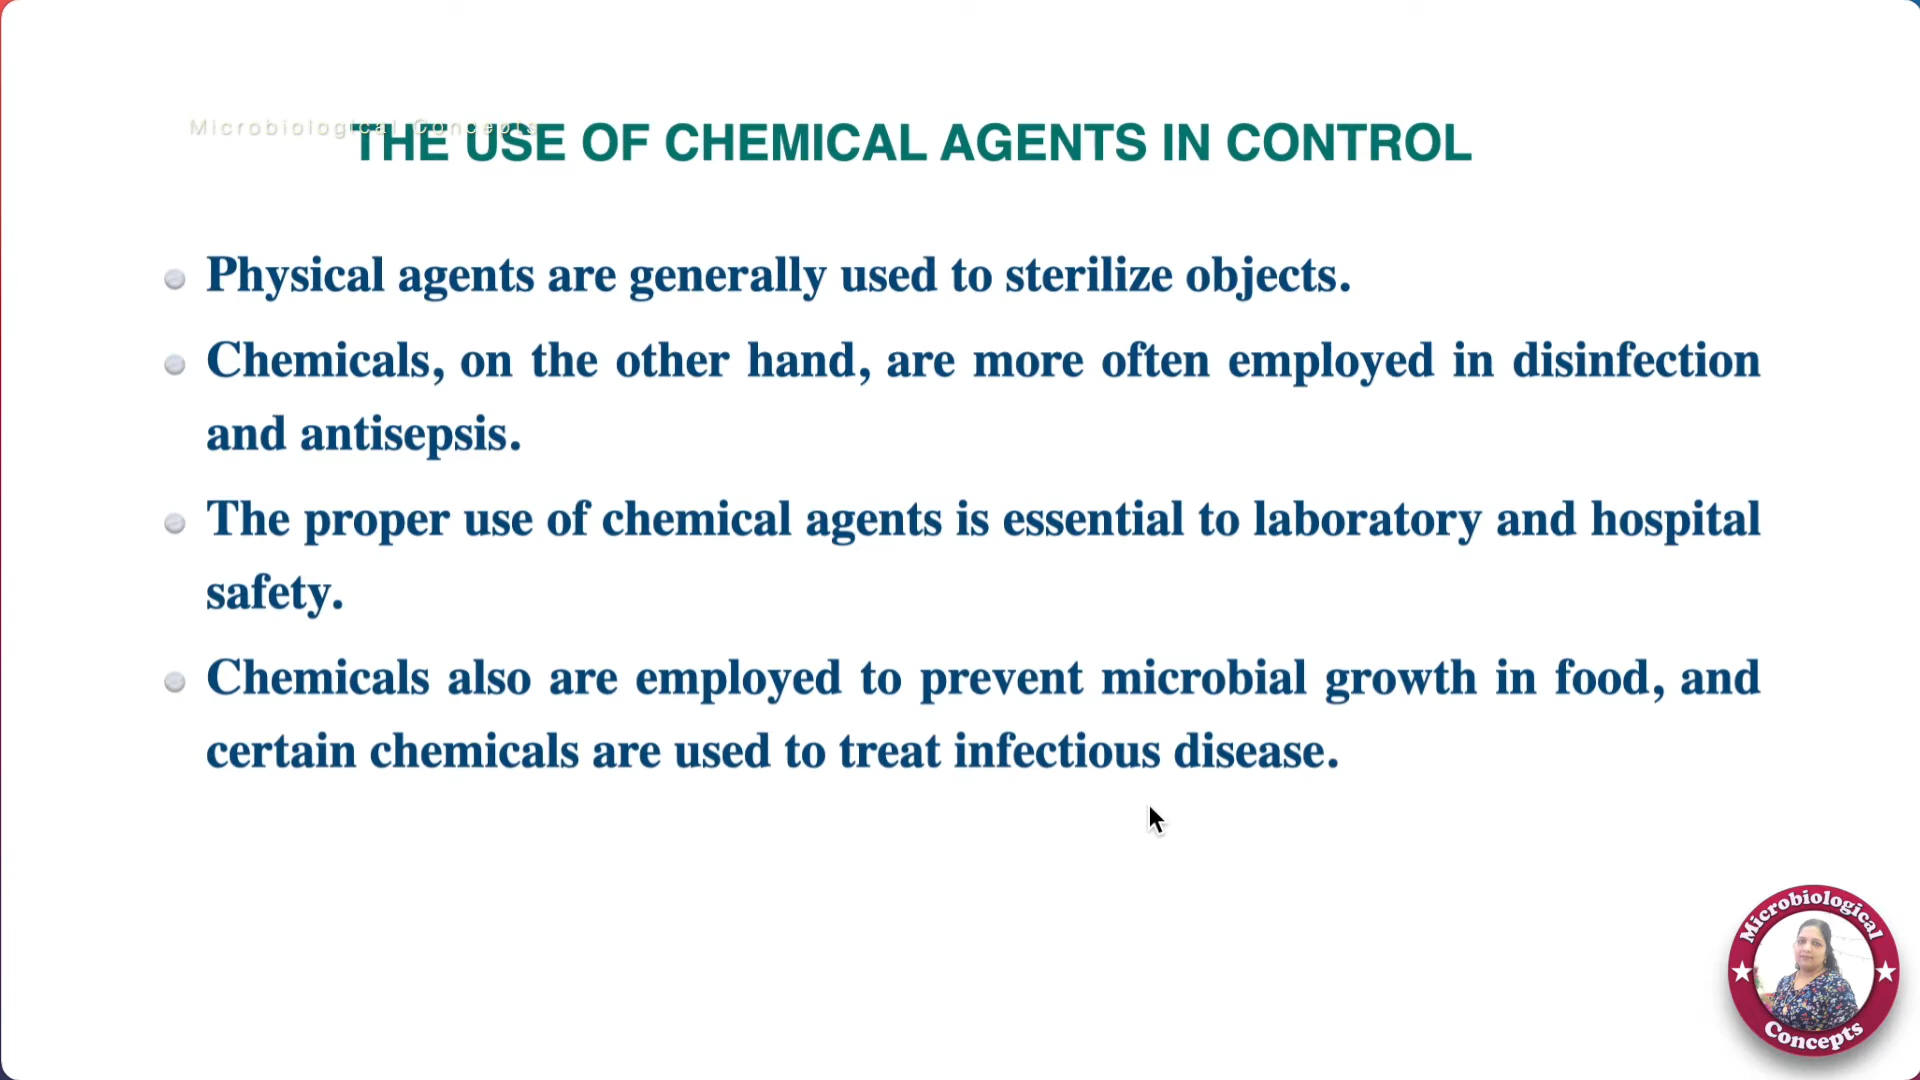 Microbiological Concepts
THE USE OF CHEMICAL AGENTS IN CONTROL
Physical agents are generally used to sterilize objects.
Chemicals, on the other hand, are more often employed in disinfection
and antisepsis.
The proper use of chemical agents is essential to laboratory and hospital
safety.
Chemicals also are employed to prevent microbial growth in food, and
certain chemicals are used to treat infectious disease.
Microbiological
Concepts